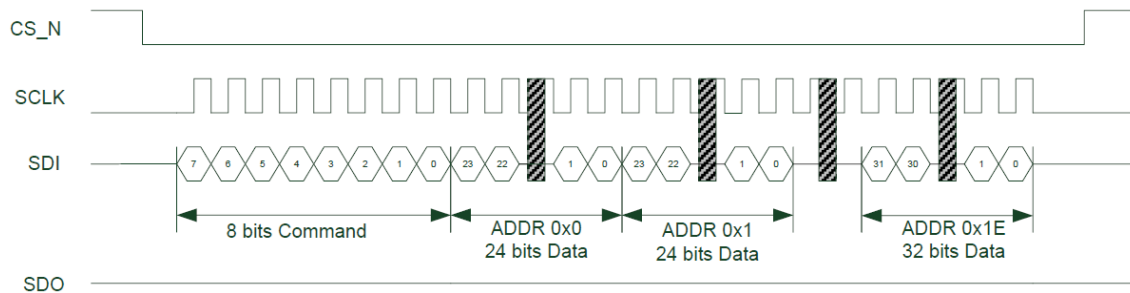 CS_N
SCLK
SDI
7 6 5 4 3 2 1 0 23 22 1 0 23 22 1 0 31 30 1 0
8 bits Command
ADDR 0x0
24 bits Data
ADDR 0x1
24 bits Data
ADDR 0x1E
32 bits Data
SDO